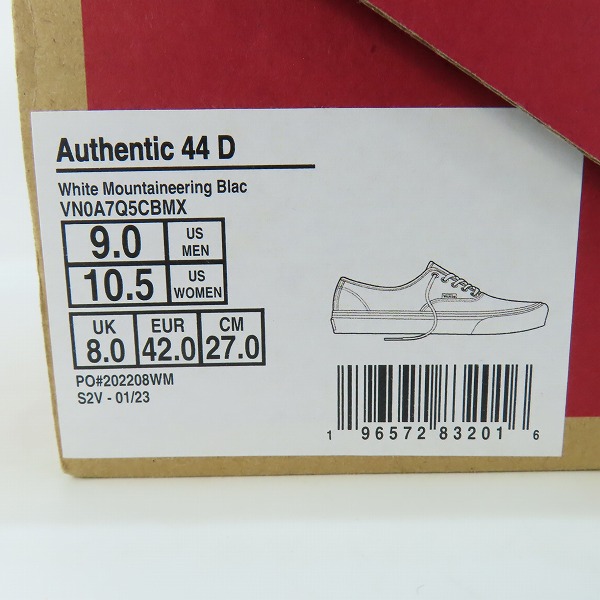 Authentic 44 D
White Mountaineering Blac
VN0A7Q5CBMX
9.0 US MEN
10.5 US WOMEN
UK EUR CM
8.0 42.0 27.0
PO#202208WM
S2V - 01/23
1 96572 83201 6